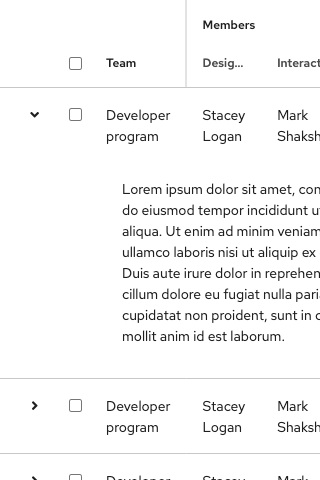 Members
Team Desig... Interact
Developer Stacey Mark
program Logan Shaksh
Lorem ipsum dolor sit amet, con
do eiusmod tempor incididunt u
aliqua. Ut enim ad minim veniam
ullamco laboris nisi ut aliquip ex
Duis aute irure dolor in reprehen
cillum dolore eu fugiat nulla paria
cupidatat non proident, sunt in c
mollit anim id est laborum.
Developer Stacey Mark
program Logan Shaksh
Developer Stacey Mark